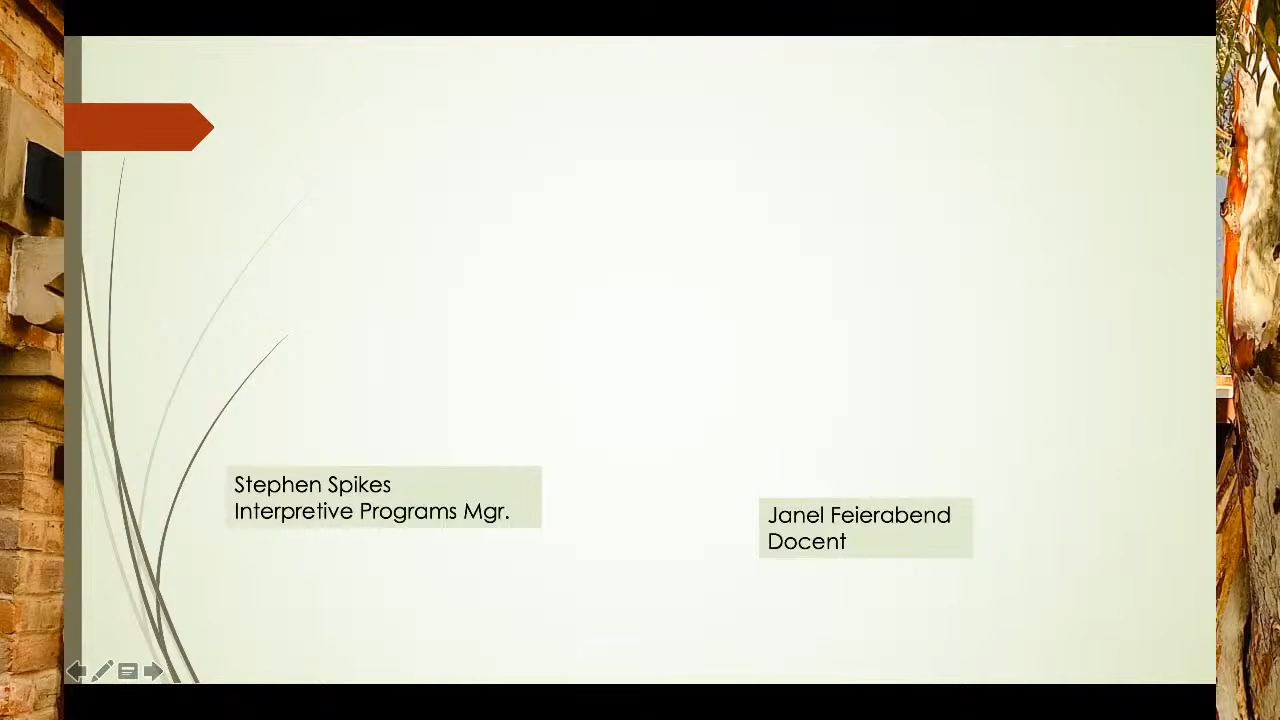 Stephen Spikes
Interpretive Programs Mgr.
Janel Feierabend
Docent